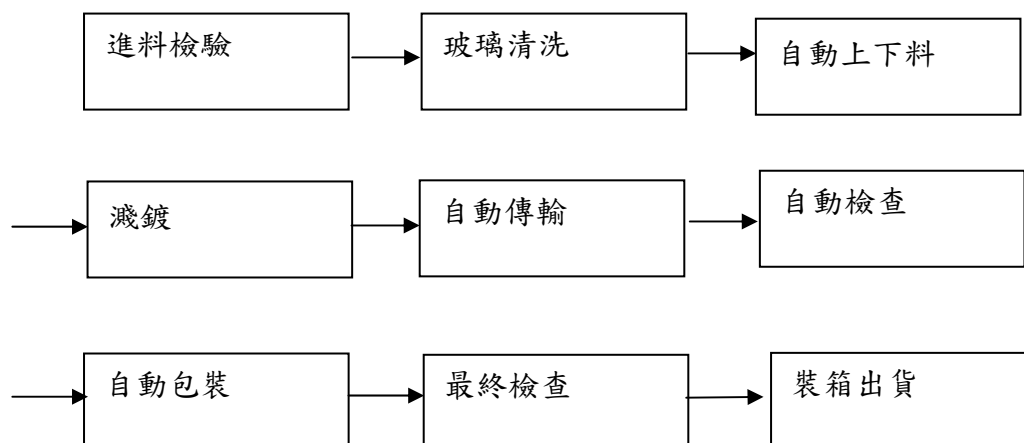 進料檢驗
玻璃清洗
自動上下料
濺鍍
自動傳輸
自動檢查
自動包裝
最終檢查
裝箱出貨